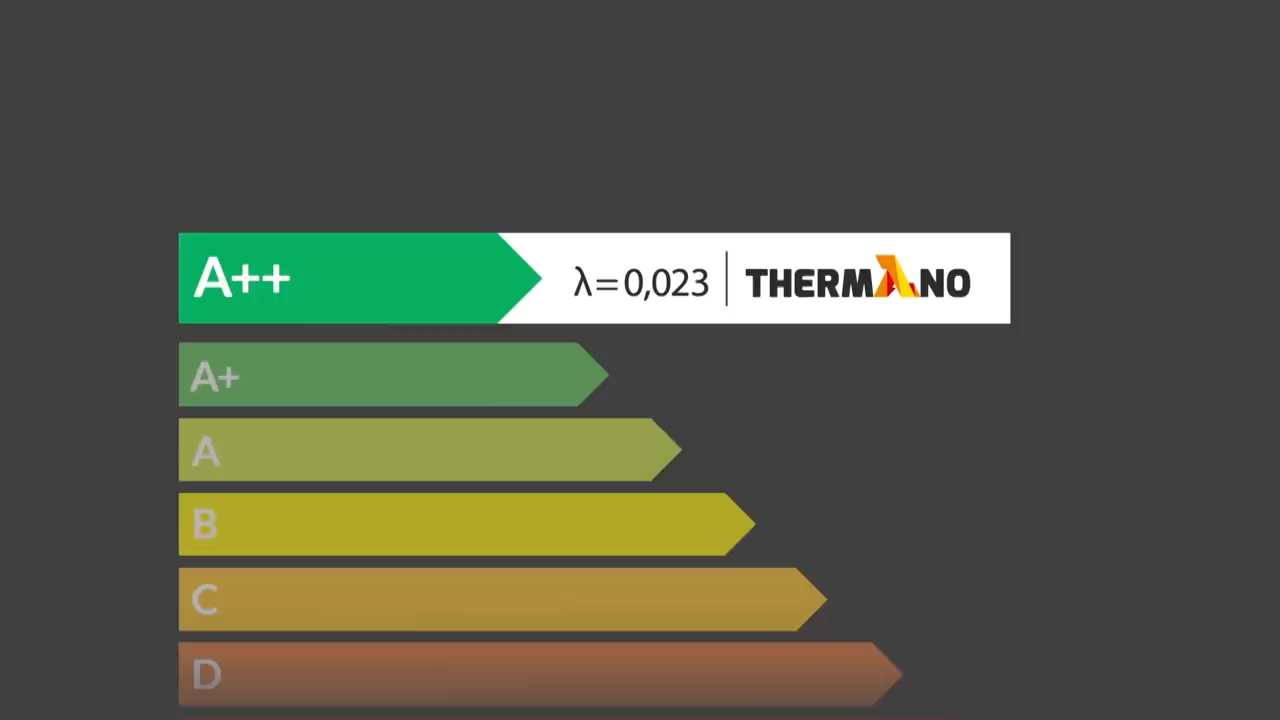 A++ λ=0,023 THERMANO
A+
A
B
C
D